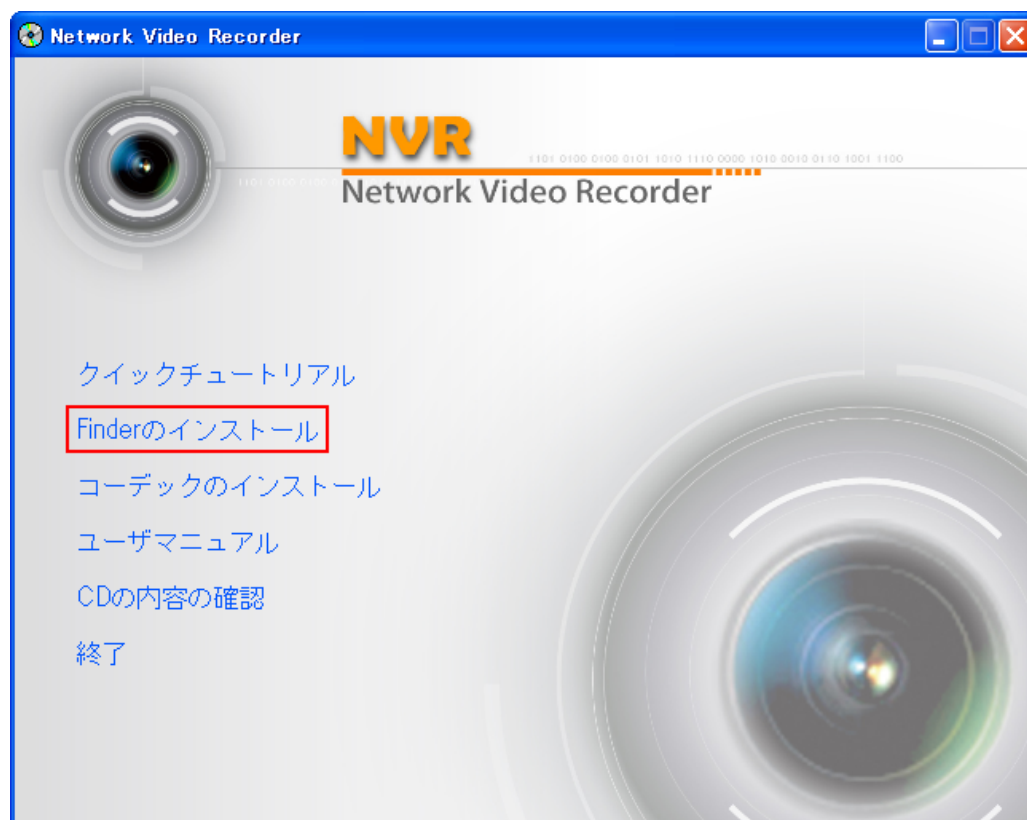 Network Video Recorder
NVR
1101 0100 0100 0101 1010 1110 0000 1010 0010 0110 1001 1100
Network Video Recorder
クイックチュートリアル
Finderのインストール
コーデックのインストール
ユーザマニュアル
CDの内容の確認
終了